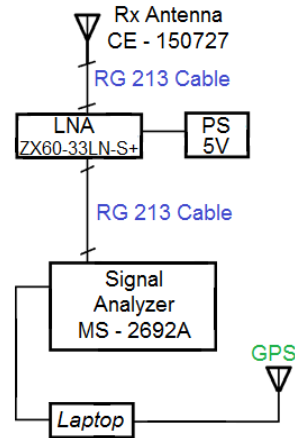 Rx Antenna
CE - 150727
RG 213 Cable
LNA
ZX60-33LN-S+
PS
5V
RG 213 Cable
Signal
Analyzer
MS - 2692A
GPS
Laptop